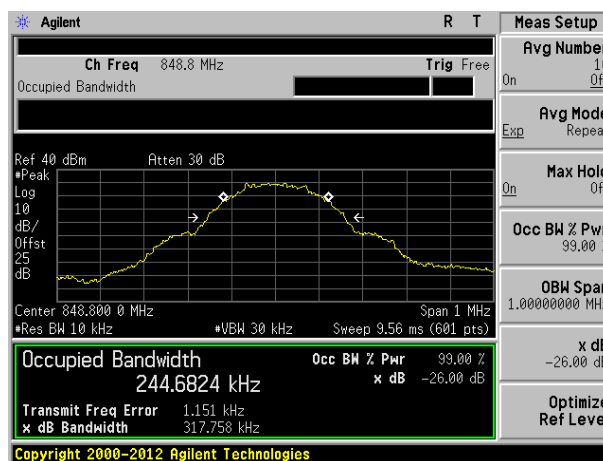 Agilent R T
Ch Freq 848.8 MHz Trig Free
Occupied Bandwidth
Ref 40 dBm Atten 30 dB
#Peak
Log
10
dB/
Offst
25
dB
Center 848.800 0 MHz Span 1 MHz
#Res BW 10 kHz #VBW 30 kHz Sweep 9.56 ms (601 pts)
Occupied Bandwidth Occ BW % Pwr 99.00 %
244.6824 kHz x dB -26.00 dB
Transmit Freq Error 1.151 kHz
x dB Bandwidth 317.758 kHz
Copyright 2000-2012 Agilent Technologies
Meas Setup
Avg Number
On
Avg Mode
Exp Repea
Max Hold
On Of
Occ BW % Pwr
99.00
OBW Span
1.00000000 MH
x dB
-26.00 dB
Optimize
Ref Level